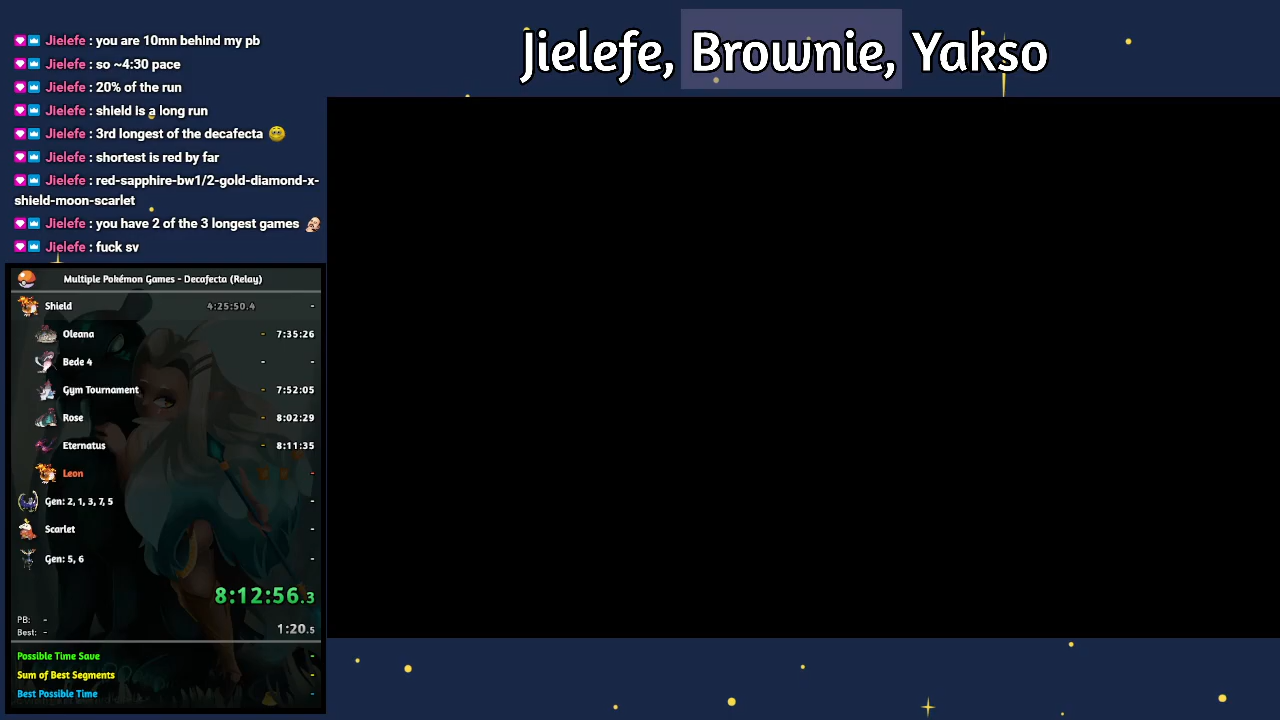 Jielefe, Brownie, Yakso
Jielefe : you are 10mn behind my pb
Jielefe : so ~4:30 pace
Jielefe : 20% of the run
Jielefe : shield is a long run
Jielefe : 3rd longest of the decafecta
Jielefe : shortest is red by far
Jielefe : red-sapphire-bw1/2-gold-diamond-x-
shield-moon-scarlet
Jielefe : you have 2 of the 3 longest games
Jielefe : fuck sv
Multiple Pokémon Games - Decafecta (Relay)
Shield 4:25:50.4 -
Oleana - 7:35:26
Bede 4 - -
Gym Tournament - 7:52:05
Rose - 8:02:29
Eternatus - 8:11:35
Leon -
Gen: 2, 1, 3, 7, 5 -
Scarlet -
Gen: 5, 6 -
8:12:56.3
PB: -
Best: - 1:20.5
Possible Time Save -
Sum of Best Segments -
Best Possible Time -